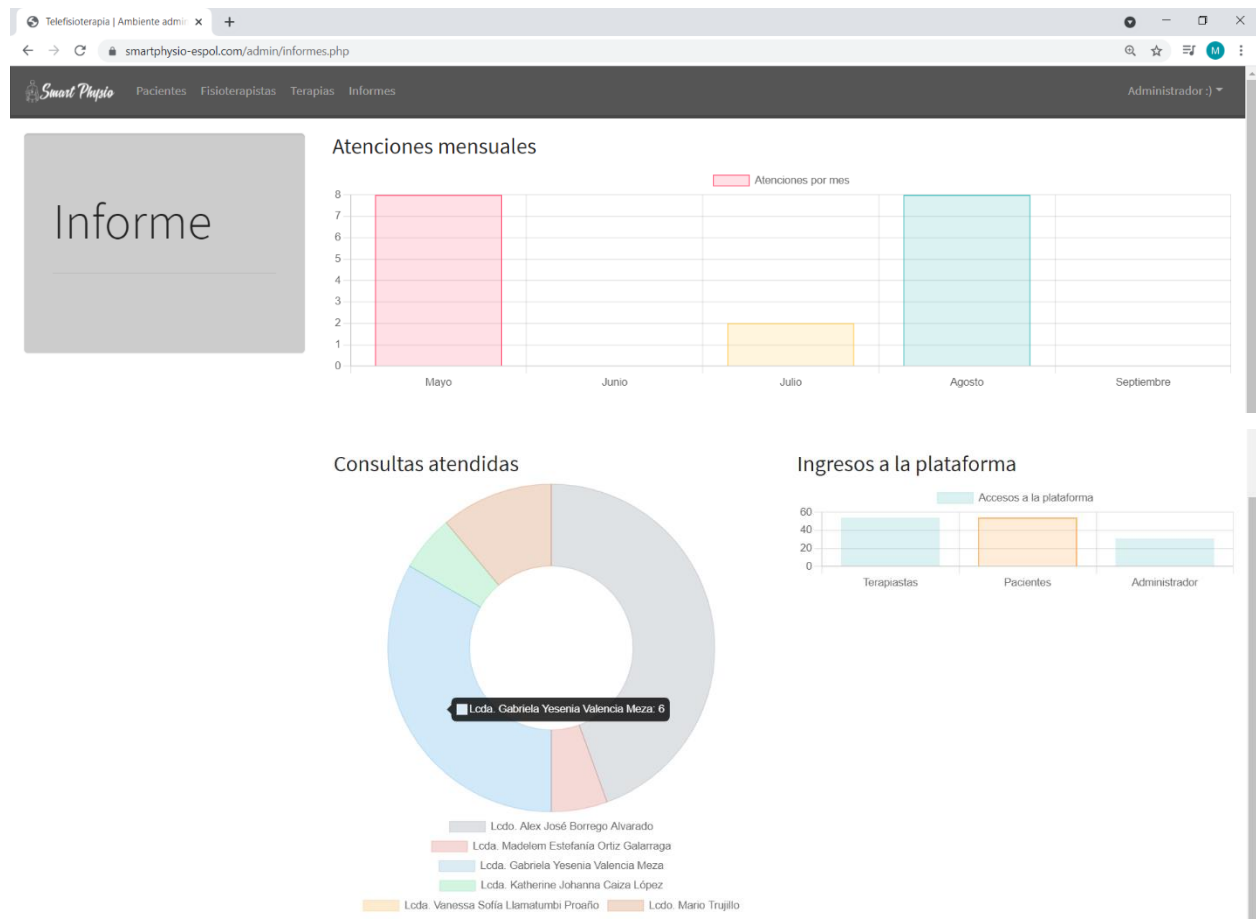 Telefisioterapia | Ambiente admin
smartphysio-espol.com/admin/informes.php
M
Smart Physio Pacientes Fisioterapistas Terapias Informes Administrador :)
Informe
Atenciones mensuales
Atenciones por mes
8
7
6
5
4
3
2
1
0
Mayo Junio Julio Agosto Septiembre
Consultas atendidas
Lcda. Gabriela Yesenia Valencia Meza: 6
Lcdo. Alex José Borrego Alvarado
Lcda. Madelem Estefanía Ortiz Galarraga
Lcda. Gabriela Yesenia Valencia Meza
Lcda. Katherine Johanna Caiza López
Lcda. Vanessa Sofía Llamatumbi Proaño Lcdo. Mario Trujillo
Ingresos a la plataforma
Accesos a la plataforma
60
40
20
0
Terapiastas Pacientes Administrador